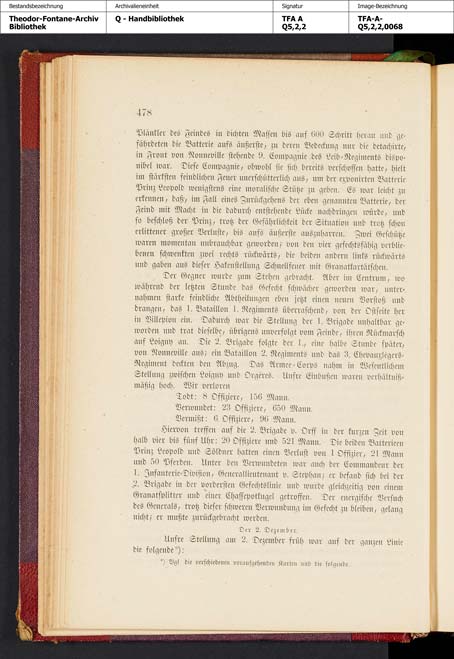 Bestandsbezeichnung
Archivalieneinheit
Signatur
Image-Bezeichnung
Theodor-Fontane-Archiv
Bibliothek
Q - Handbibliothek
TFA A
Q5,2,2
TFA-A-
Q5,2,2,0068
478
Plänkler des Feindes in dichten Massen bis auf 600 Schritt heran und ge-
fährdeten die Batterie aufs äußerste, zu deren Bedeckung nur die detachirte,
in Front von Nonneville stehende 9. Compagnie des Leib-Regiments dispo-
nibel war. Diese Compagnie, obwohl sie sich bereits verschossen hatte, hielt
im stärksten feindlichen Feuer unerschütterlich aus, um der exponirten Batterie
Prinz Leopold wenigstens eine moralische Stütze zu geben. Es war leicht zu
erkennen, daß, im Fall eines Zurückgehens der eben genannten Batterie, der
Feind mit Macht in die dadurch entstehende Lücke nachdringen würde, und
so beschloß der Prinz, trotz der Gefährlichkeit der Situation und trotz schon
erlittener großer Verluste, bis aufs äußerste auszuharren. Zwei Geschütze
waren momentan unbrauchbar geworden; von den vier gefechtsfähig verblie-
benen schwenkten zwei rechts rückwärts, die beiden andern links rückwärts
und gaben aus dieser Hakenstellung Schnellfeuer mit Granatkartätschen.
Der Gegner wurde zum Stehen gebracht. Aber im Centrum, wo
während der letzten Stunde das Gefecht schwächer geworden war, unter-
nahmen starke feindliche Abtheilungen eben jetzt einen neuen Vorstoß und
drangen, das 1. Bataillon 1. Regiments überraschend, von der Ostseite her
in Villepion ein. Dadurch war die Stellung der 1. Brigade unhaltbar ge-
worden und trat dieselbe, übrigens unverfolgt vom Feinde, ihren Rückmarsch
auf Loigny an. Die 2. Brigade folgte der 1., eine halbe Stunde später,
von Nonneville aus; ein Bataillon 2. Regiments und das 3. Chevauxlegers-
Regiment deckten den Abzug. Das Armee-Corps nahm im Wesentlichen
Stellung zwischen Loigny und Orgères. Unsre Einbußen waren verhältniß-
mäßig hoch. Wir verloren
Todt: 8 Offiziere, 156 Mann.
Verwundet: 23 Offiziere, 650 Mann.
Vermißt: 6 Offiziere, 96 Mann.
Hiervon treffen auf die 2. Brigade v. Orff in der kurzen Zeit von
halb vier bis fünf Uhr: 20 Offiziere und 521 Mann. Die beiden Batterieen
Prinz Leopold und Söldner hatten einen Verlust von 1 Offizier, 21 Mann
und 50 Pferden. Unter den Verwundeten war auch der Commandeur der
1. Infanterie-Division, Generallieutenant v. Stephan; er befand sich bei der
2. Brigade in der vordersten Gefechtslinie und wurde gleichzeitig von einem
Granatsplitter und einer Chassepotkugel getroffen. Der energische Versuch
des Generals, trotz dieser schweren Verwundung im Gefecht zu bleiben, gelang
nicht; er mußte zurückgebracht werden.
Der 2. Dezember.
Unsre Stellung am 2. Dezember früh war auf der ganzen Linie
die folgende*):
*) Vgl. die verschiedenen voraufgehenden Karten und die folgende.